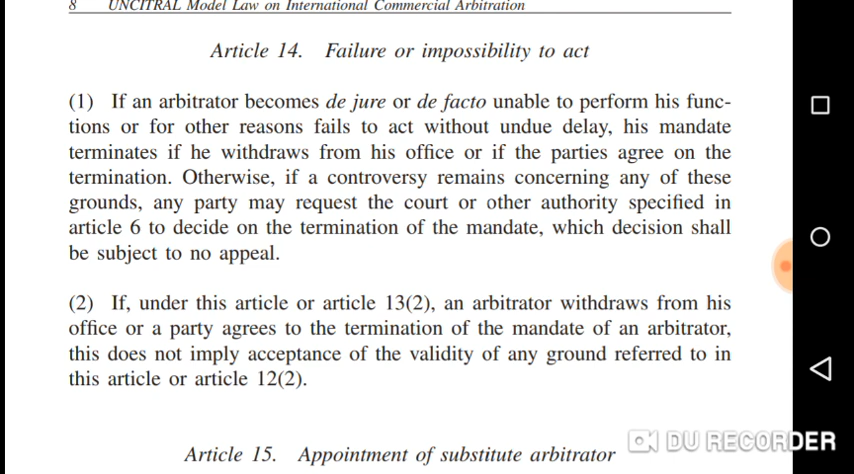 8 UNCITRAL Model Law on International Commercial Arbitration
Article 14. Failure or impossibility to act
(1) If an arbitrator becomes de jure or de facto unable to perform his func-
tions or for other reasons fails to act without undue delay, his mandate
terminates if he withdraws from his office or if the parties agree on the
termination. Otherwise, if a controversy remains concerning any of these
grounds, any party may request the court or other authority specified in
article 6 to decide on the termination of the mandate, which decision shall
be subject to no appeal.
(2) If, under this article or article 13(2), an arbitrator withdraws from his
office or a party agrees to the termination of the mandate of an arbitrator,
this does not imply acceptance of the validity of any ground referred to in
this article or article 12(2).
Article 15. Appointment of substitute arbitrator
DU RECORDER